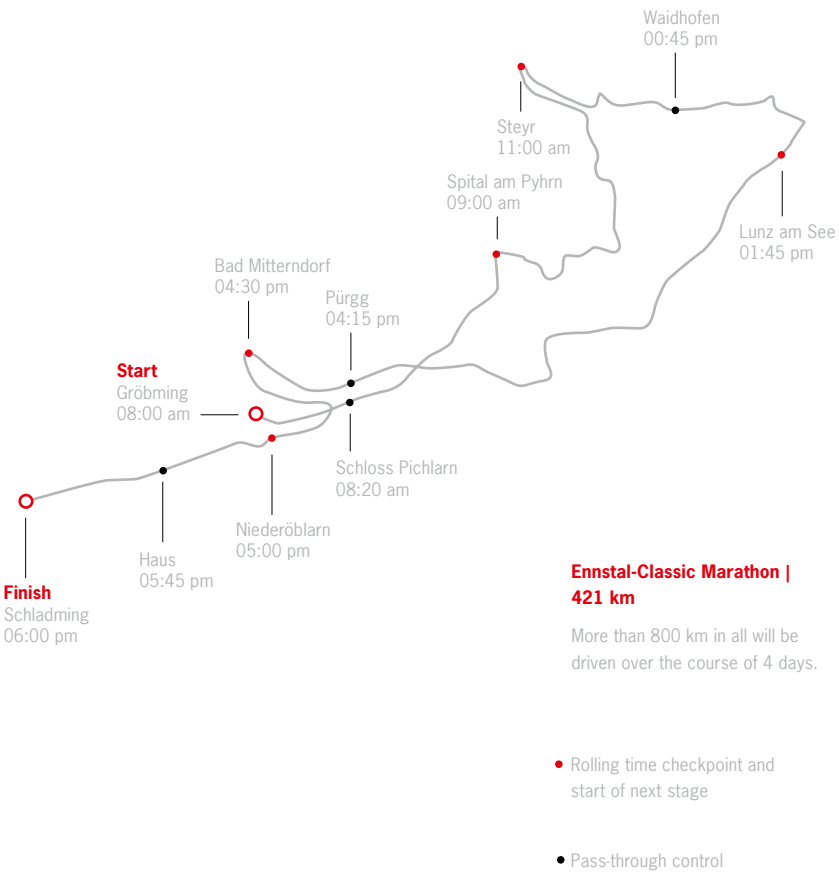 Waidhofen
00:45 pm
Steyr
11:00 am
Spital am Pyhrn
09:00 am
Lunz am See
01:45 pm
Bad Mitterndorf
04:30 pm
Pürgg
04:15 pm
Start
Gröbming
08:00 am
Schloss Pichlarn
08:20 am
Niederöblarn
05:00 pm
Haus
05:45 pm
Finish
Schladming
06:00 pm
Ennstal-Classic Marathon |
421 km
More than 800 km in all will be
driven over the course of 4 days.
Rolling time checkpoint and
start of next stage
Pass-through control